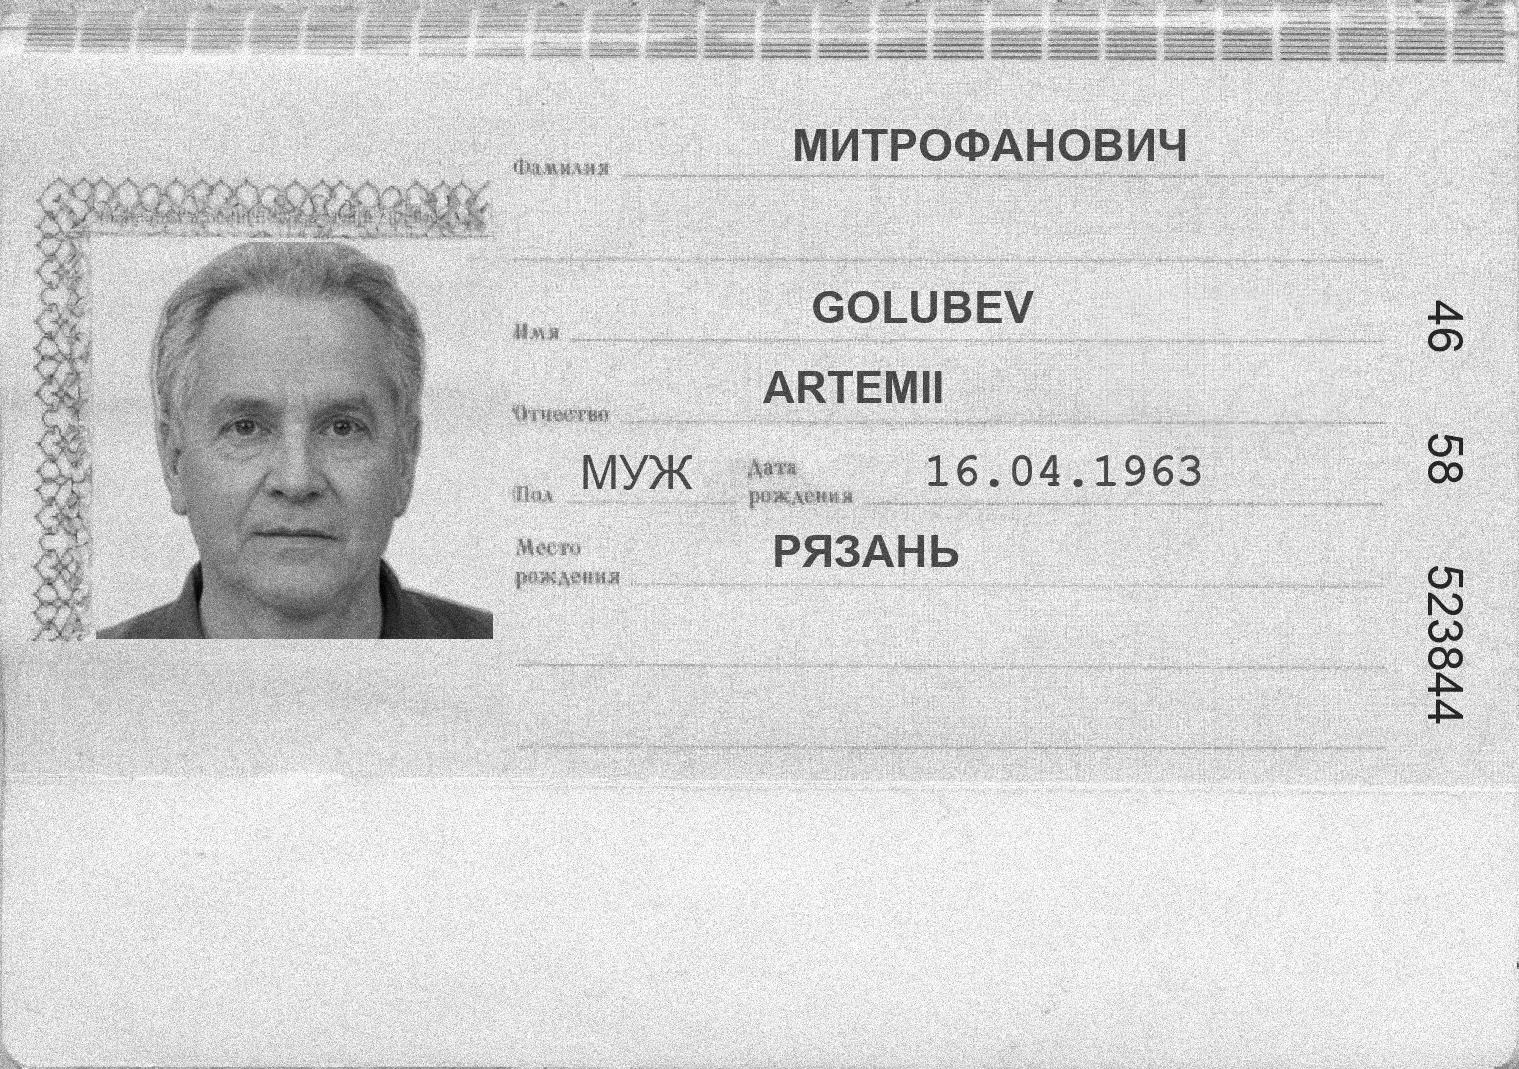 Фамилия МИТРОФАНОВИЧ
Имя GOLUBEV
Отчество ARTEMII
Пол МУЖ Дата рождения 16.04.1963
Место рождения РЯЗАНЬ
46 58 523844